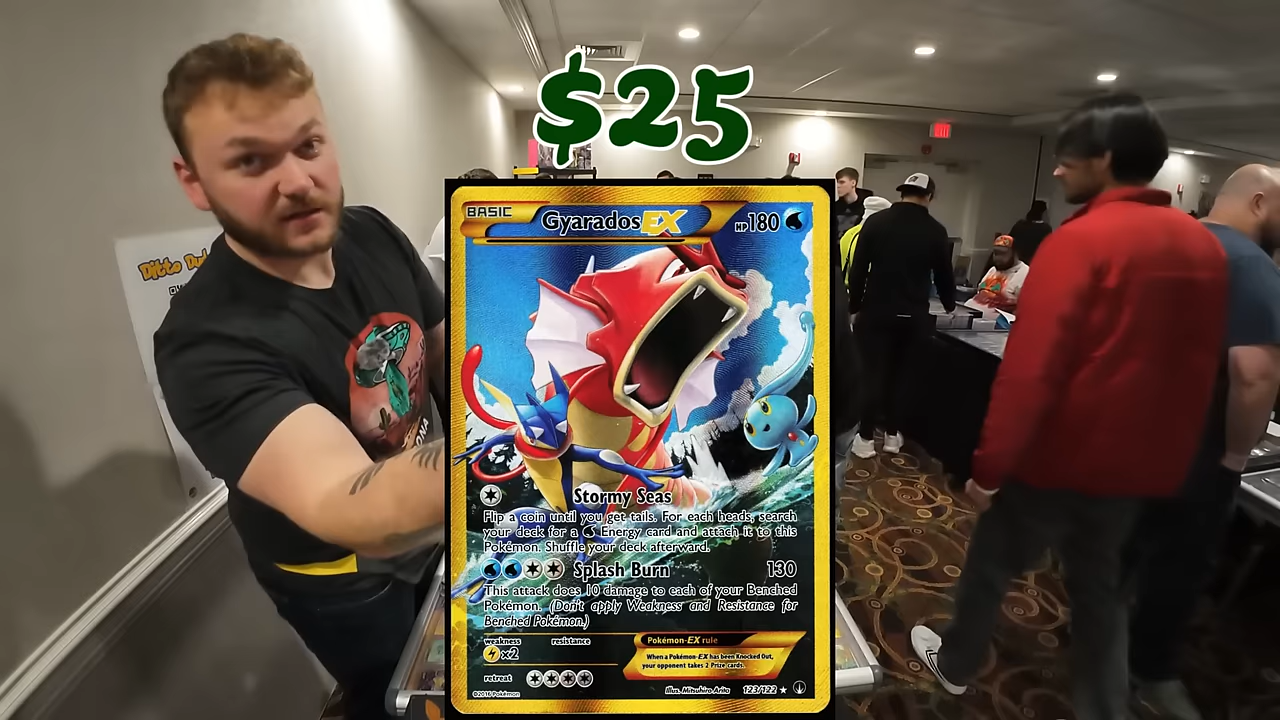 $25
BASIC
Gyarados EX
HP180
Ditto
Stormy Seas
Flip a coin until you get tails. For each heads, search
your deck for a Energy card and attach it to this
Pokémon. Shuffle your deck afterward.
Splash Burn 130
This attack does 10 damage to each of your Benched
Pokémon. (Don't apply Weakness and Resistance for
Benched Pokémon.)
weakness resistance
×2
retreat
Pokémon-EX rule
When a Pokémon-EX has been Knocked Out,
your opponent takes 2 Prize cards.
©2016 Pokémon
Illus. Mitsuhiro Arita
123/122